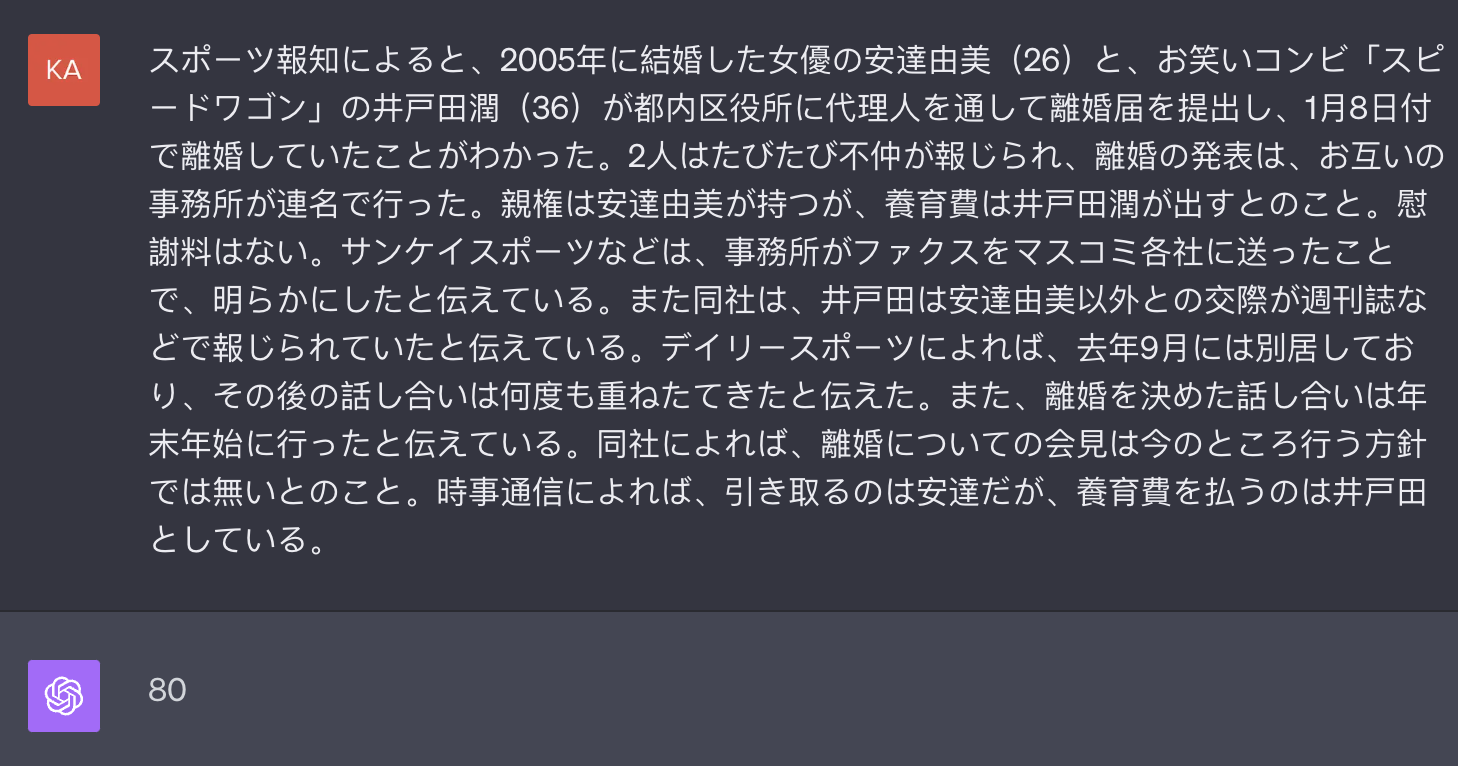 KA
スポーツ報知によると、2005年に結婚した女優の安達由美（26）と、お笑いコンビ「スピ
ードワゴン」の井戸田潤（36）が都内区役所に代理人を通して離婚届を提出し、1月8日付
で離婚していたことがわかった。2人はたびたび不仲が報じられ、離婚の発表は、お互いの
事務所が連名で行った。親権は安達由美が持つが、養育費は井戸田潤が出すとのこと。慰
謝料はない。サンケイスポーツなどは、事務所がファクスをマスコミ各社に送ったこと
で、明らかにしたと伝えている。また同社は、井戸田は安達由美以外との交際が週刊誌な
どで報じられていたと伝えている。デイリースポーツによれば、去年9月には別居してお
り、その後の話し合いは何度も重ねたてきたと伝えた。また、離婚を決めた話し合いは年
末年始に行ったと伝えている。同社によれば、離婚についての会見は今のところ行う方針
では無いとのこと。時事通信によれば、引き取るのは安達だが、養育費を払うのは井戸田
としている。
80